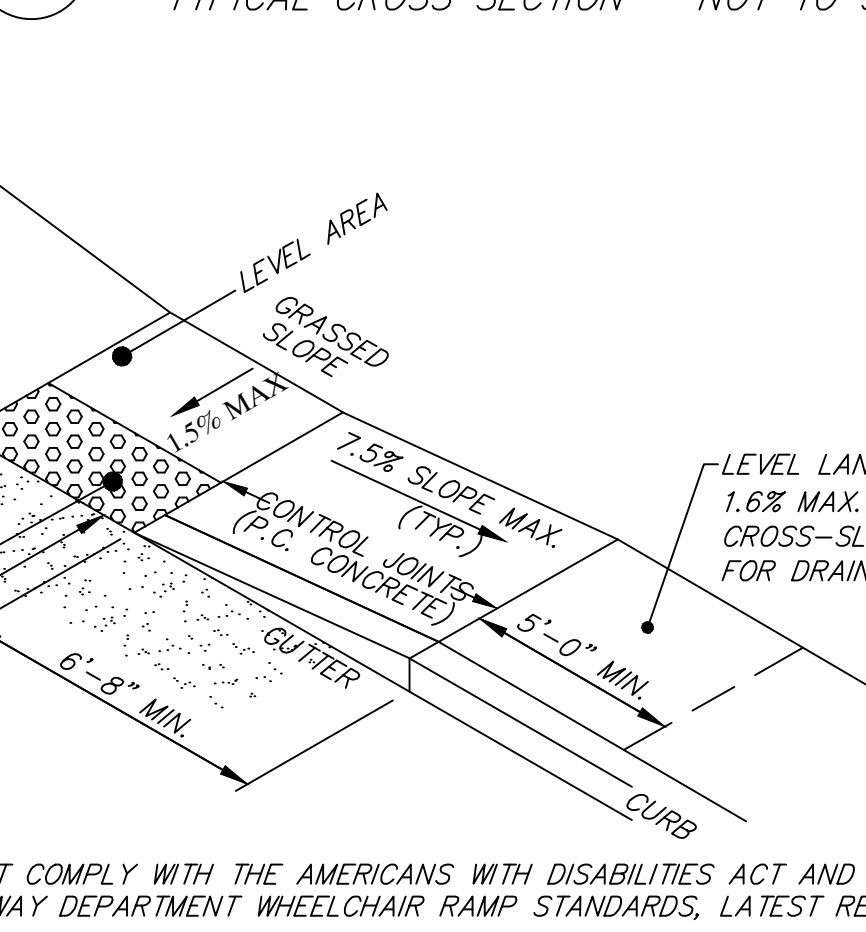 TYPICAL CROSS SECTION NOT TO
LEVEL AREA
GRASSED
SLOPE
1.5% MAX
7.5% SLOPE MAX.
(TYP.)
CONTROL JOINTS
(P.C. CONCRETE)
LEVEL LAN
1.6% MAX.
CROSS-SL
FOR DRAIN
5'-0" MIN.
GUTTER
6'-8" MIN.
CURB
T COMPLY WITH THE AMERICANS WITH DISABILITIES ACT AND
WAY DEPARTMENT WHEELCHAIR RAMP STANDARDS, LATEST RE